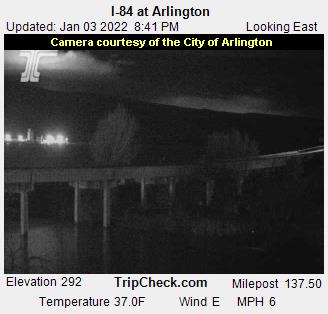 I-84 at Arlington
Updated: Jan 03 2022 8:41 PM Looking East
Camera courtesy of the City of Arlington
Elevation 292 TripCheck.com Milepost 137.50
Temperature 37.0F Wind E MPH 6